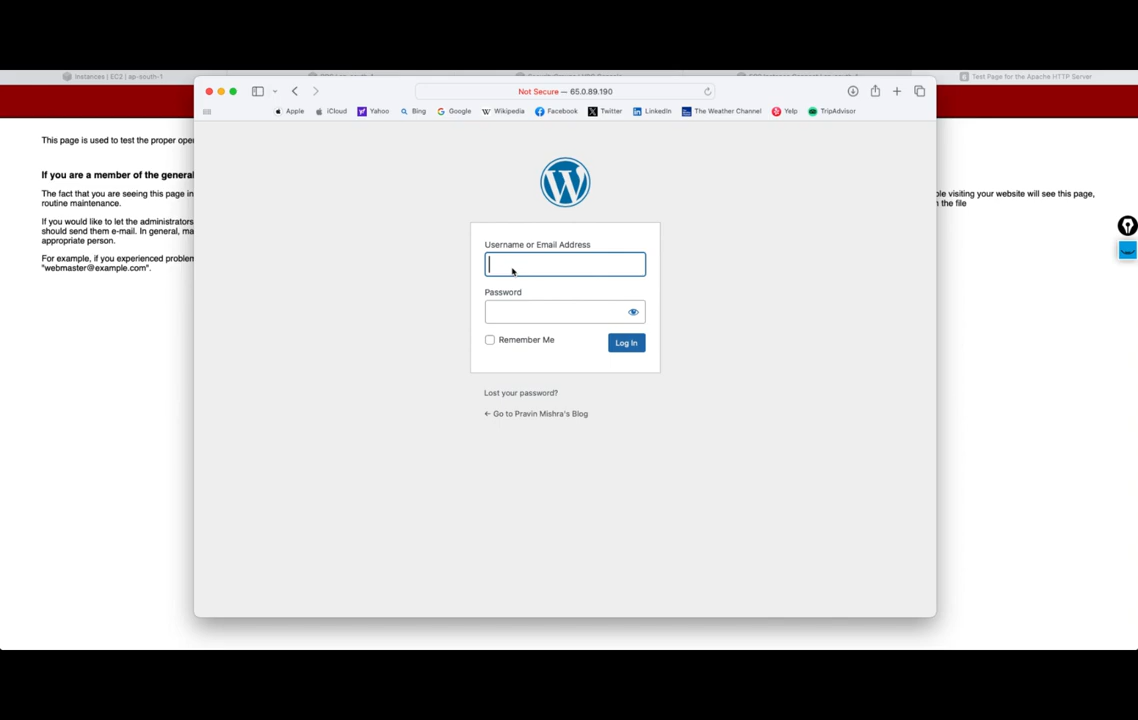 Instances | EC2 | ap-south-1
Test Page for the Apache HTTP Server
Not Secure — 65.0.89.190
Apple
iCloud
Yahoo
Bing
Google
Wikipedia
Facebook
Twitter
LinkedIn
The Weather Channel
Yelp
TripAdvisor
This page is used to test the proper oper
If you are a member of the general
The fact that you are seeing this page in
ple visiting your website will see this page,
routine maintenance.
the file
If you would like to let the administrators
should send them e-mail. In general, ma
appropriate person.
For example, if you experienced problem
"webmaster@example.com".
Username or Email Address
Password
Remember Me
Log In
Lost your password?
← Go to Pravin Mishra's Blog